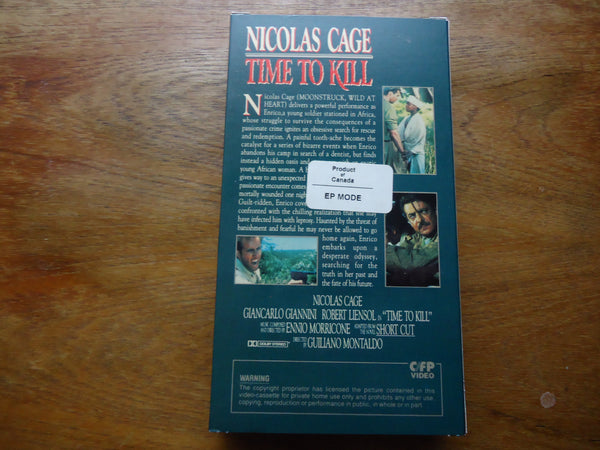 NICOLAS CAGE
TIME TO KILL
Nicolas Cage (MOONSTRUCK, WILD AT
HEART) delivers a powerful performance as
Enrico,a young soldier stationed in Africa,
whose struggle to survive the consequences of a
passionate crime ignites an obsessive search for rescue
and redemption. A painful tooth-ache becomes the
catalyst for a series of bizarre events when Enrico
abandons his camp in search of a dentist, but finds
instead a hidden oasis and
young African woman. A
gives way to an unexpected
passionate encounter comes
mortally wounded one night
Guilt-ridden, Enrico
confronted with the chilling realization that she may
have infected him with leprosy. Haunted by the threat of
banishment and fearful he may never be allowed to go
home again, Enrico
embarks upon a
desperate odyssey,
searching for the
truth in her past and
the fate of his future.
Product
of
Canada
EP MODE
NICOLAS CAGE
GIANCARLO GIANNINI ROBERT LIENSOL IN "TIME TO KILL"
MUSIC COMPOSED AND DIRECTED BY ENNIO MORRICONE ADAPTED FROM THE NOVEL SHORT CUT
DOLBY STEREO DIRECTED BY GUILIANO MONTALDO
CFP
VIDEO
WARNING
The copyright proprietor has licensed the picture contained in this
video-cassette for private home use only and prohibits any other use,
copying, reproduction or performance in public, in whole or in part.